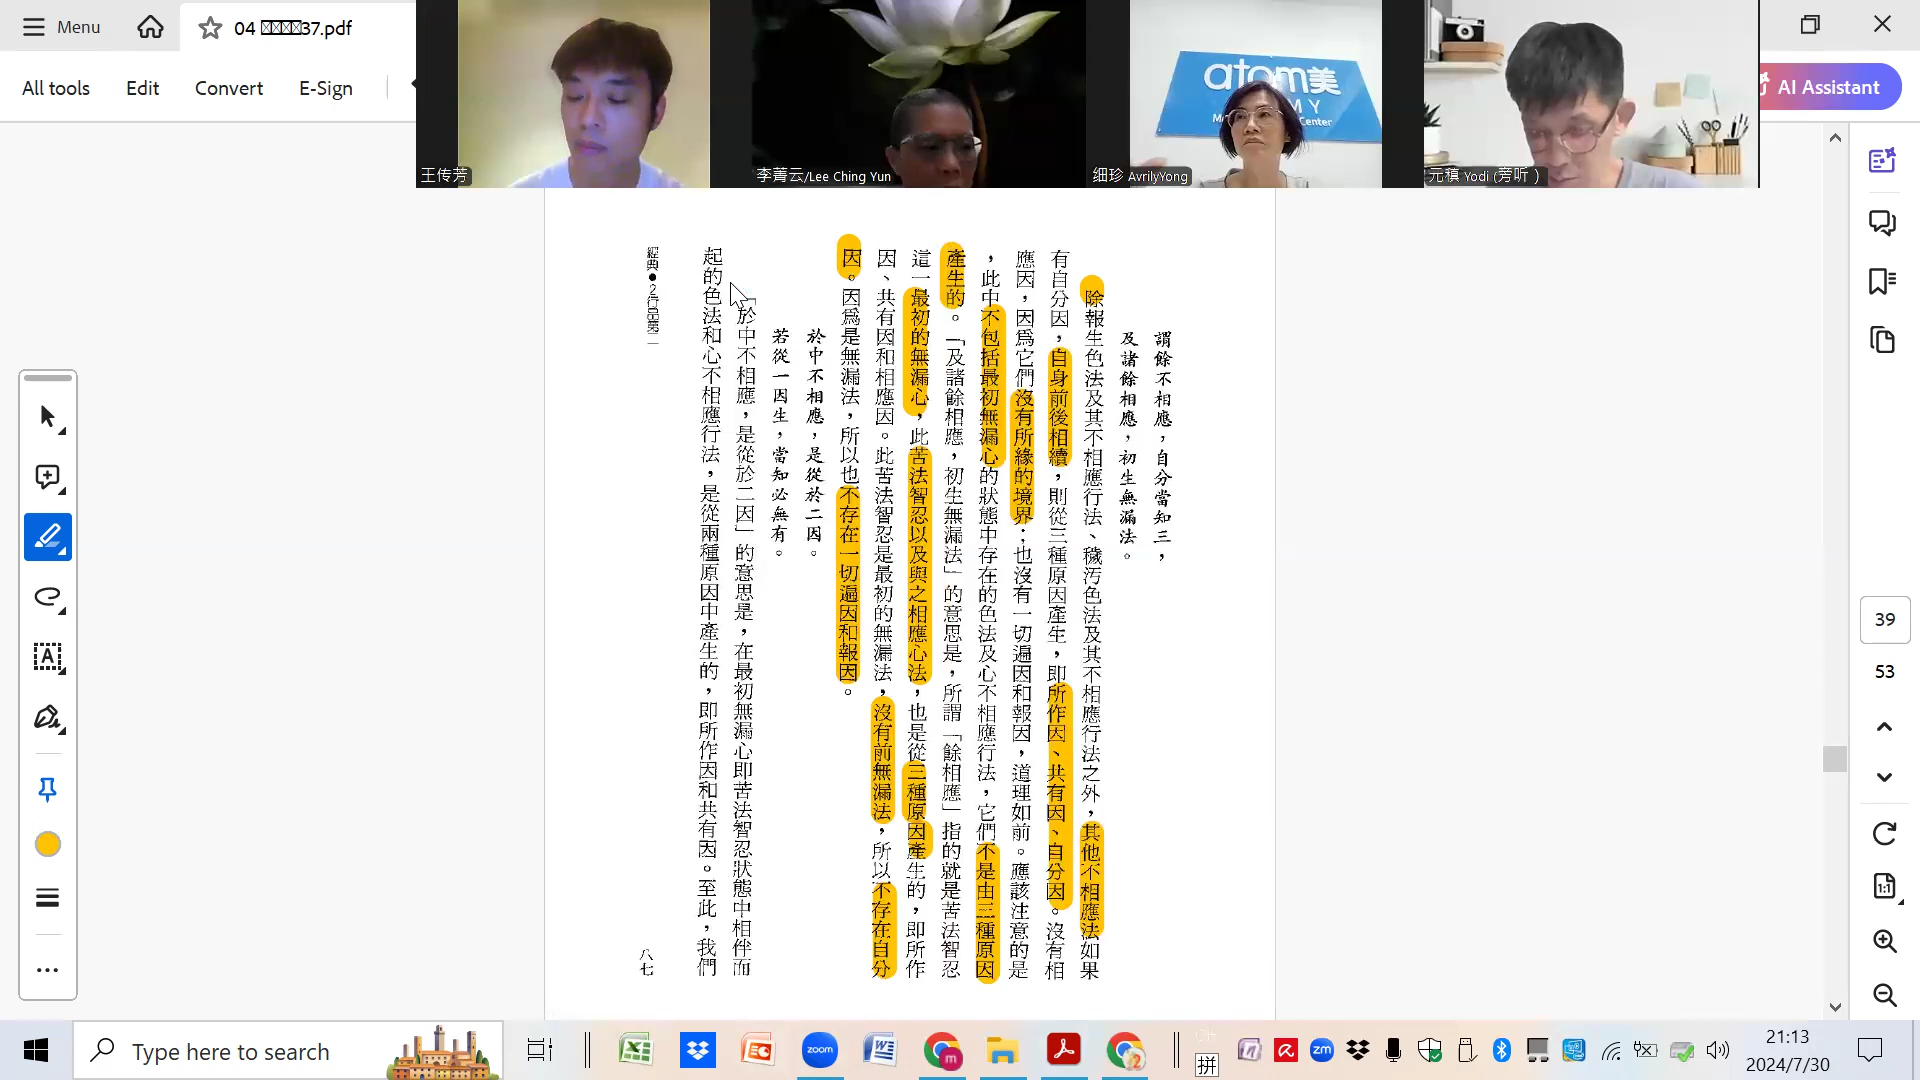 Menu
04 37.pdf
All tools
Edit
Convert
E-Sign
AI Assistant
王传芳
李菁云/Lee Ching Yun
细珍 AvrilyYong
元稹 Yodi (旁听)
atom美
謂餘不相應，自分當知三，
及諸餘相應，初生無漏法。
除報生色法及其不相應行法、穢污色法及其不相應行法之外，其他不相應法如果
有自分因，自身前後相續，則從三種原因產生，即所作因、共有因、自分因。沒有相
應因，因爲它們沒有所緣的境界；也沒有一切遍因和報因，道理如前。應該注意的是
，此中不包括最初無漏心的狀態中存在的色法及心不相應行法，它們不是由三種原因
產生的。「及諸餘相應，初生無漏法」的意思是，所謂「餘相應」指的就是苦法智忍
這一最初的無漏心，此苦法智忍以及與之相應心法，也是從三種原因產生的，即所作
因、共有因和相應因。此苦法智忍是最初的無漏法，沒有前無漏法，所以不存在自分
因。因爲是無漏法，所以也不存在一切遍因和報因。
於中不相應，是從於二因。
若從一因生，當知必無有。
「於中不相應，是從於二因」的意思是，在最初無漏心即苦法智忍狀態中相伴而
起的色法和心不相應行法，是從兩種原因中產生的，即所作因和共有因。至此，我們
經典●2行品第二
八七
39
53
Type here to search
zoom
拼
21:13
2024/7/30